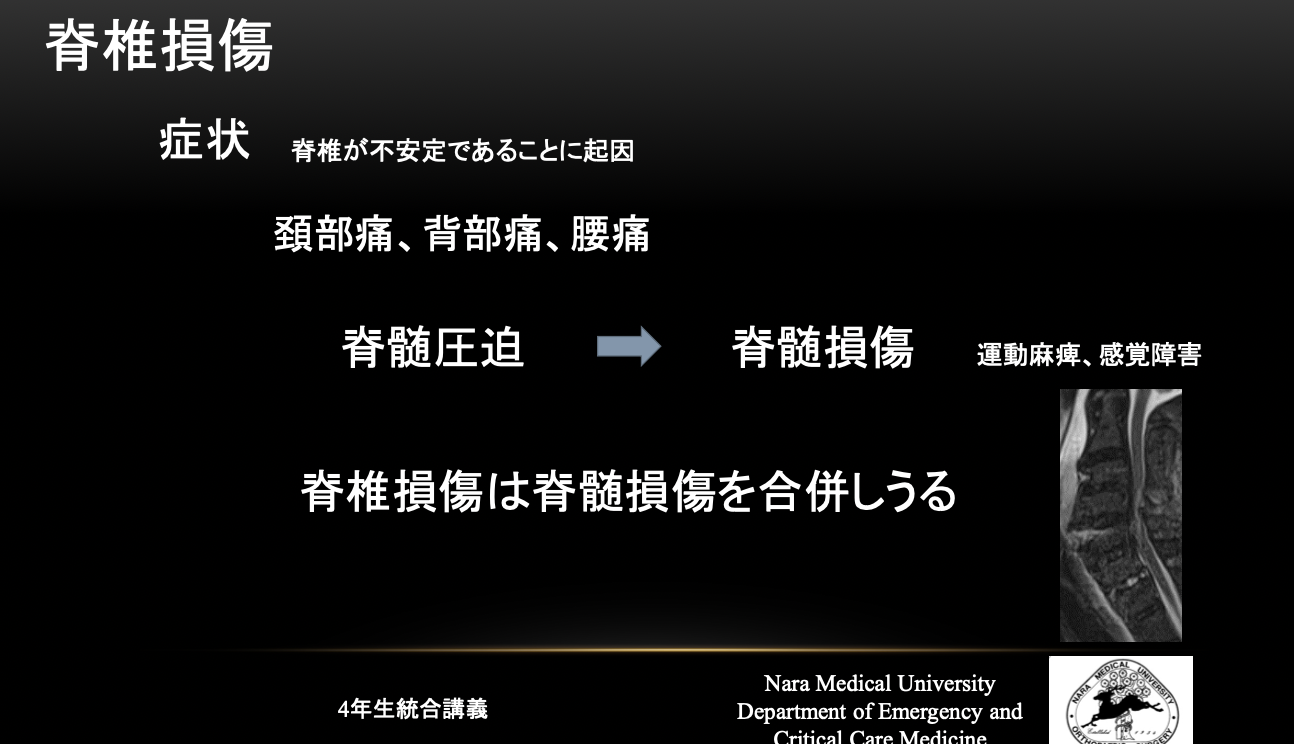 脊椎損傷
症状 脊椎が不安定であることに起因
頚部痛、背部痛、腰痛
脊髄圧迫 脊髄損傷 運動麻痺、感覚障害
脊椎損傷は脊髄損傷を合併しうる
4年生統合講義
Nara Medical University
Department of Emergency and
Critical Care Medicine
NARA MEDICAL UNIVERSITY